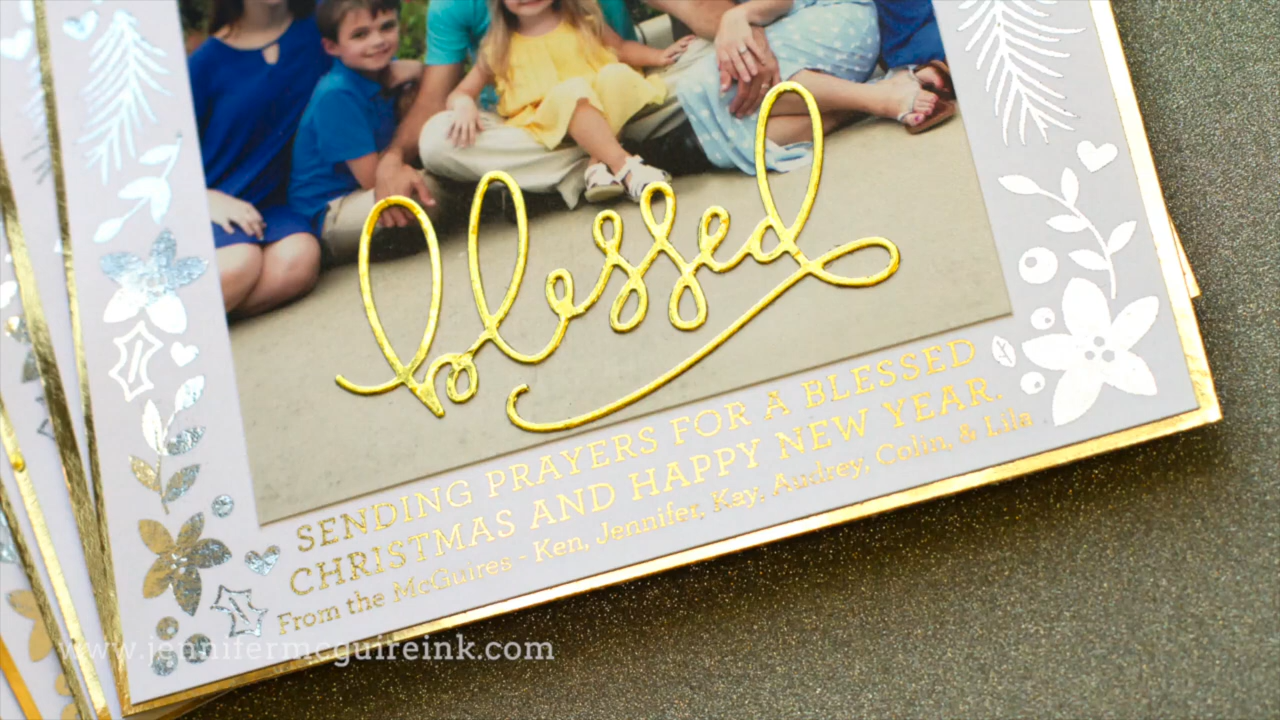 blessed
SENDING PRAYERS FOR A BLESSED
CHRISTMAS AND HAPPY NEW YEAR.
From the McGuires - Ken, Jennifer, Kay, Audrey, Colin, & Lila
www.jennifermcguireink.com